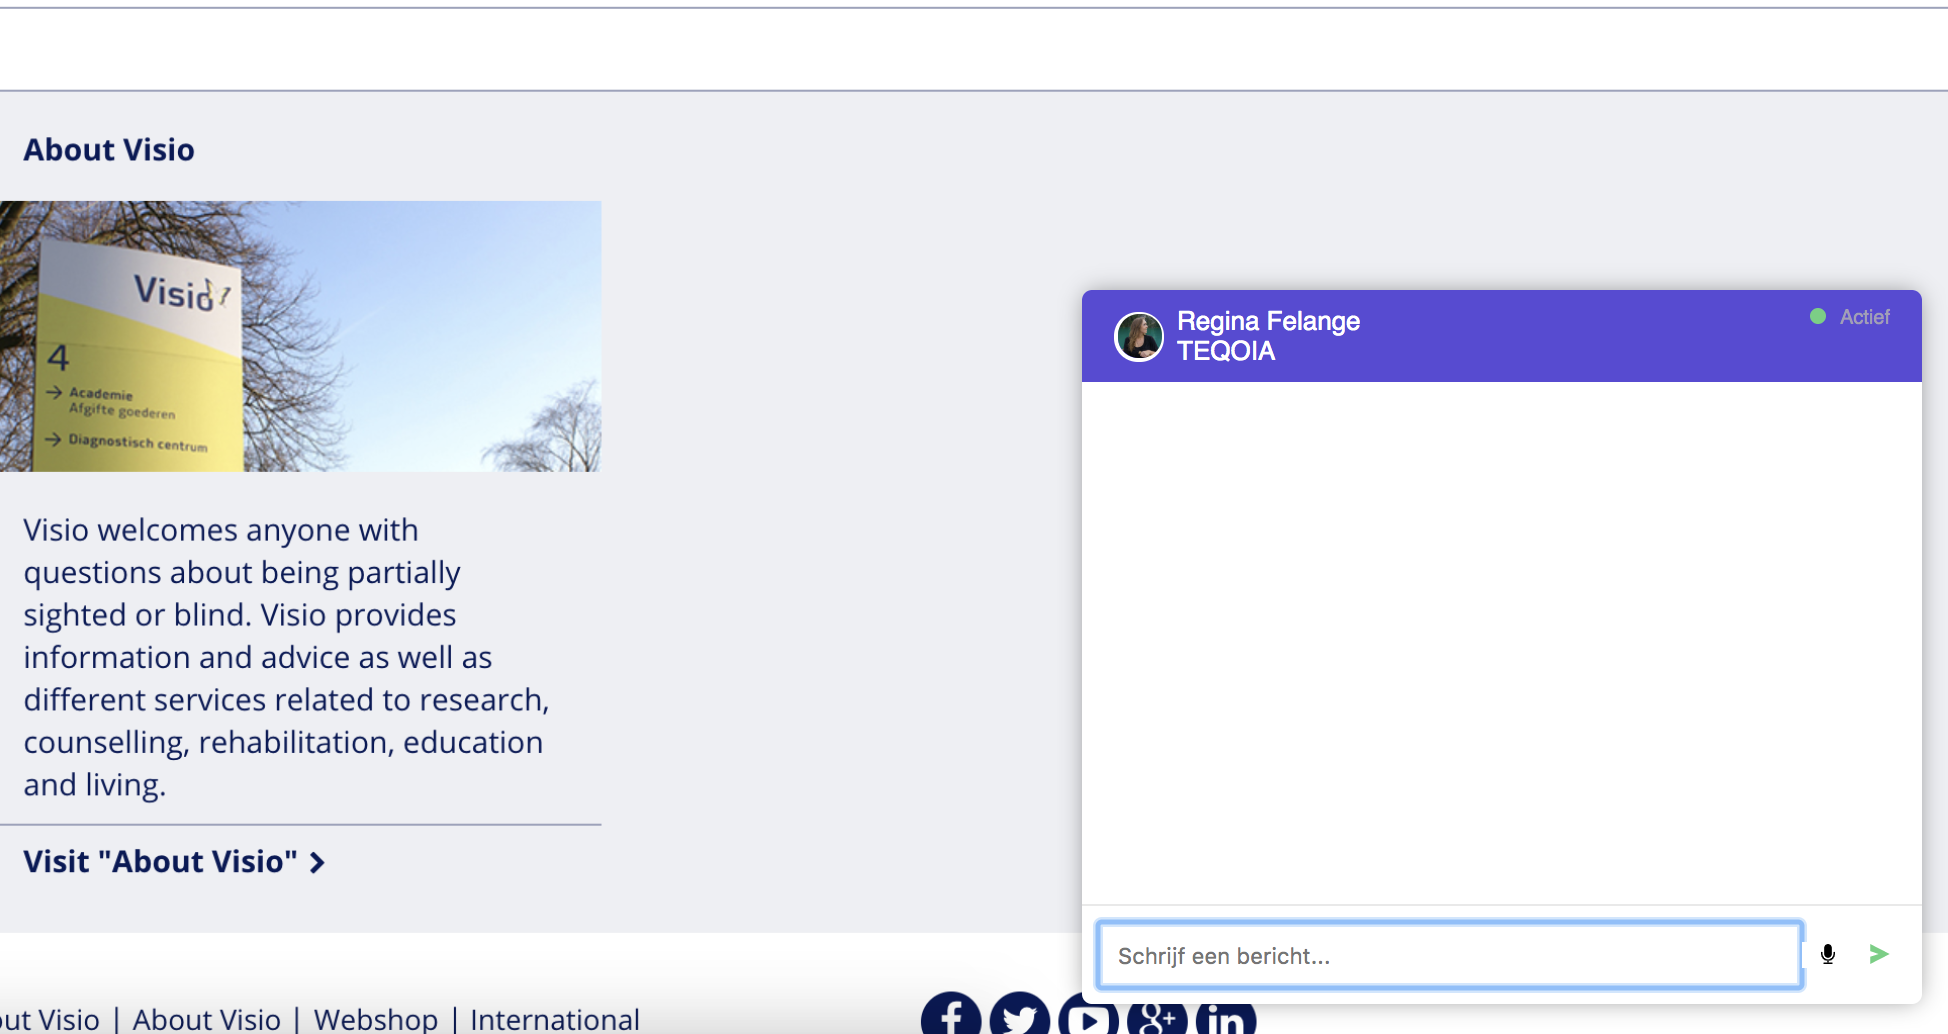 About Visio
Visio
4
→ Academie
Afgifte goederen
→ Diagnostisch centrum
Visio welcomes anyone with
questions about being partially
sighted or blind. Visio provides
information and advice as well as
different services related to research,
counselling, rehabilitation, education
and living.
Visit "About Visio" >
Regina Felange
TEQOIA
Actief
Schrijf een bericht...
out Visio | About Visio | Webshop | International